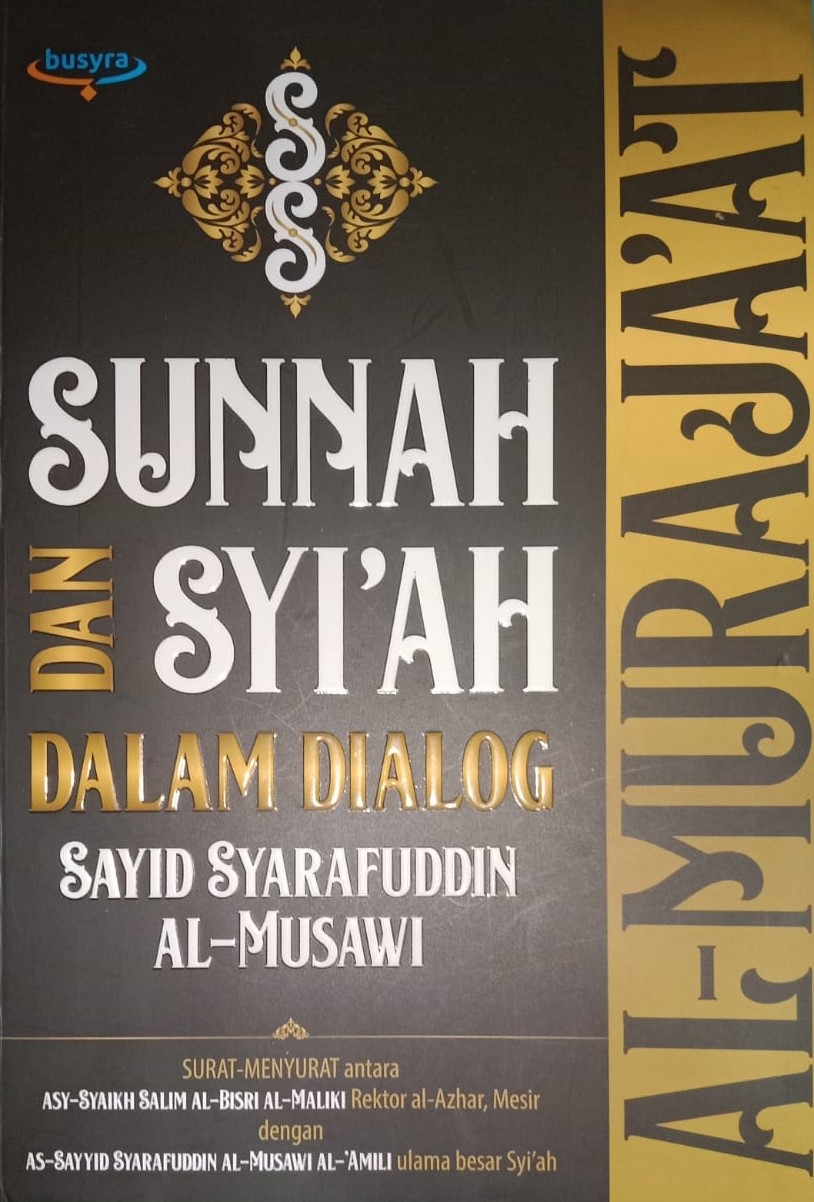 busyra
SS
SUNNAH
DAN SYI'AH
DALAM DIALOG
SAYID SYARAFUDDIN
AL-MUSAWI
SURAT-MENYURAT antara
ASY-SYAIKH SALIM AL-BISRI AL-MALIKI Rektor al-Azhar, Mesir
dengan
AS-SAYYID SYARAFUDDIN AL-MUSAWI AL-'AMILI ulama besar Syi'ah
AL-MURAJA'AT